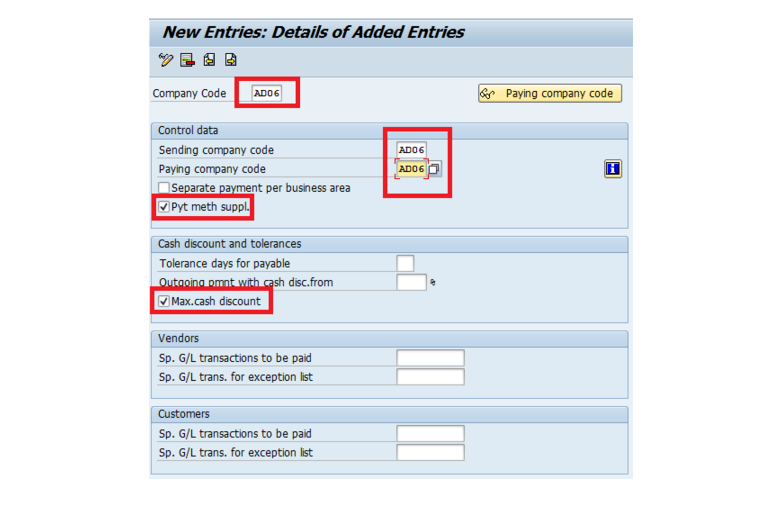 New Entries: Details of Added Entries
Company Code AD06 Paying company code
Control data
Sending company code AD06
Paying company code AD06
Separate payment per business area
Pyt meth suppl.
Cash discount and tolerances
Tolerance days for payable
Outgoing pmnt with cash disc.from %
Max.cash discount
Vendors
Sp. G/L transactions to be paid
Sp. G/L trans. for exception list
Customers
Sp. G/L transactions to be paid
Sp. G/L trans. for exception list